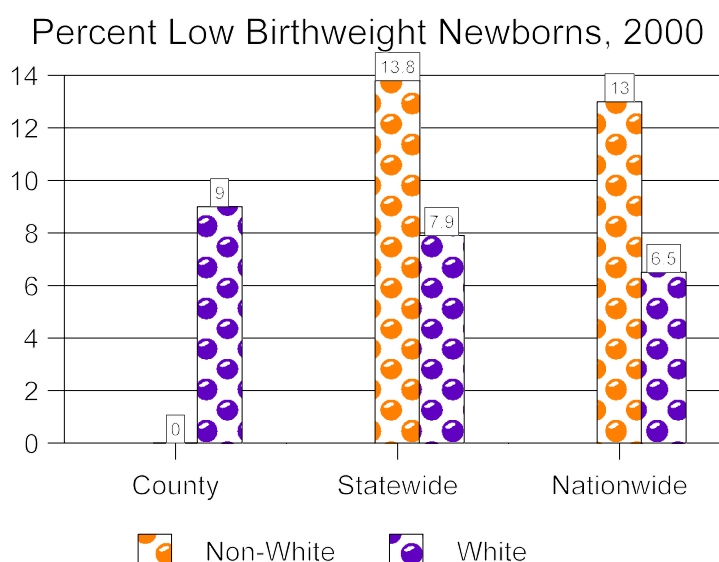 Percent Low Birthweight Newborns, 2000
14
12
10
8
6
4
2
0
0
9
13.8
7.9
13
6.5
County
Statewide
Nationwide
Non-White
White